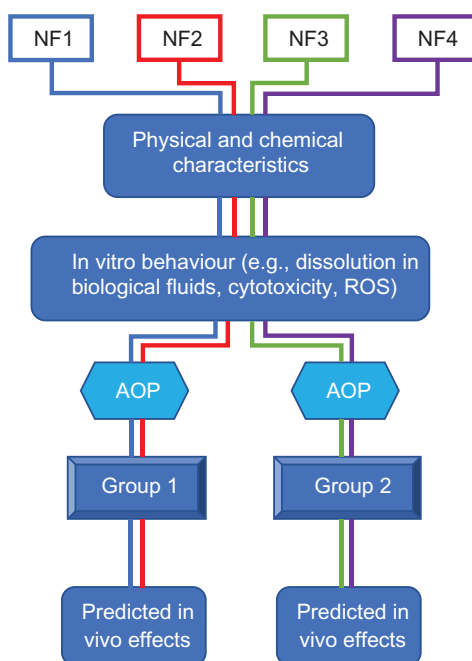 NF1 NF2 NF3 NF4
Physical and chemical
characteristics
In vitro behaviour (e.g., dissolution in
biological fluids, cytotoxicity, ROS)
AOP AOP
Group 1 Group 2
Predicted in Predicted in
vivo effects vivo effects